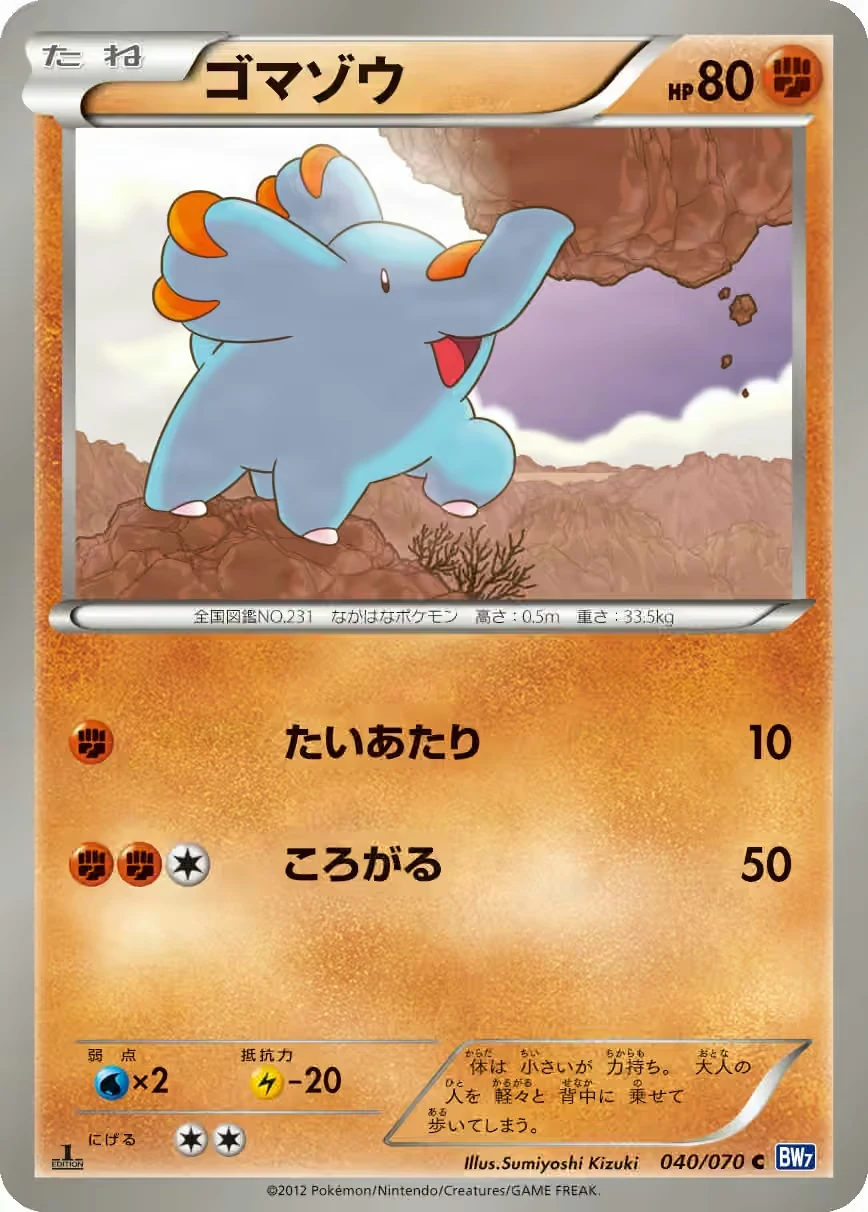 たね ゴマゾウ HP80
全国図鑑NO.231 ながはなポケモン 高さ:0.5m 重さ:33.5kg
たいあたり 10
ころがる 50
弱点 抵抗力
×2 -20
にげる
体は 小さいが 力持ち。 大人の
人を 軽々と 背中に 乗せて
歩いてしまう。
1 EDITION
Illus.Sumiyoshi Kizuki 040/070 C BW7
©2012 Pokémon/Nintendo/Creatures/GAME FREAK.